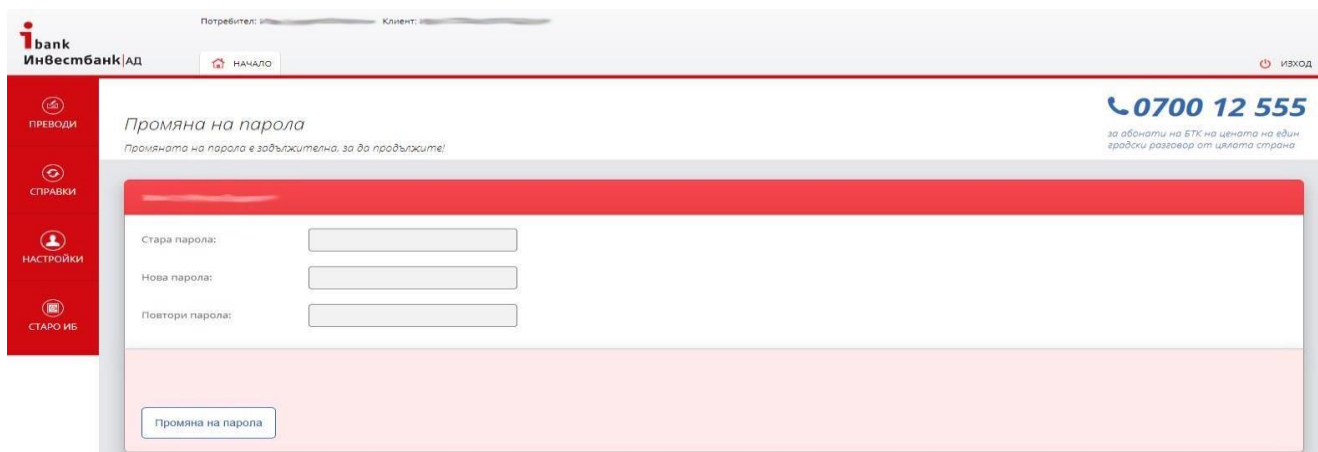 Потребител:
Клиент:
ibank
Инвестбанк|АД
НАЧАЛО
ИЗХОД
ПРЕВОДИ
СПРАВКИ
НАСТРОЙКИ
СТАРО ИБ
Промяна на парола
Промяната на парола е задължителна, за да продължите!
0700 12 555
за абонати на БТК на цената на един
градски разговор от цялата страна
Стара парола:
Нова парола:
Повтори парола:
Промяна на парола